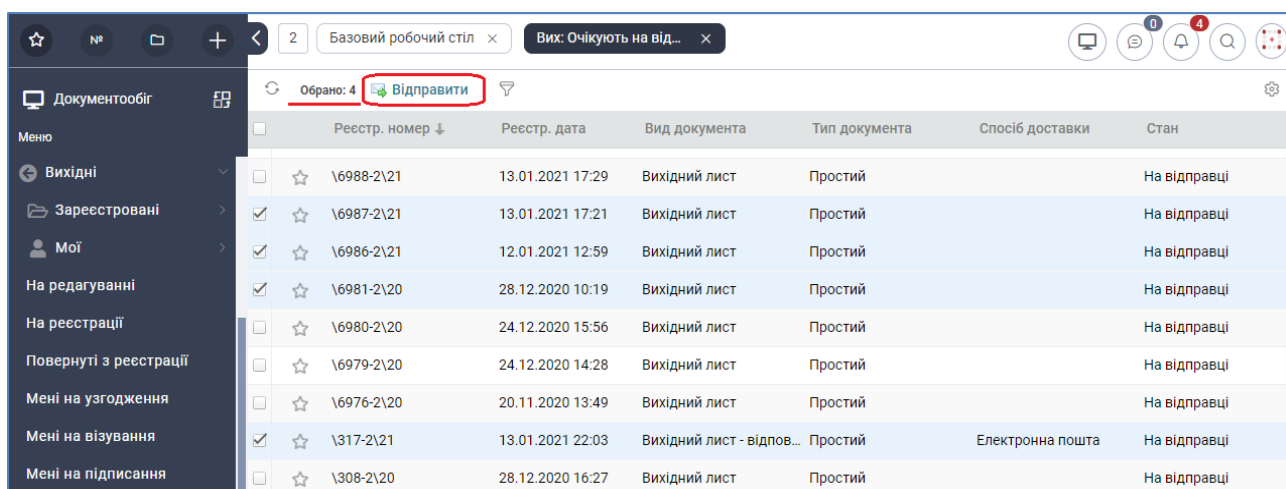 № 2 Базовий робочий стіл × Вих: Очікують на від... × 0 4
Документообіг Обрано: 4 Відправити
Меню Реєстр. номер Реєстр. дата Вид документа Тип документа Спосіб доставки Стан
Вихідні \6988-2\21 13.01.2021 17:29 Вихідний лист Простий На відправці
Зареєстровані \6987-2\21 13.01.2021 17:21 Вихідний лист Простий На відправці
Мої \6986-2\21 12.01.2021 12:59 Вихідний лист Простий На відправці
На редагуванні \6981-2\20 28.12.2020 10:19 Вихідний лист Простий На відправці
На реєстрації \6980-2\20 24.12.2020 15:56 Вихідний лист Простий На відправці
Повернуті з реєстрації \6979-2\20 24.12.2020 14:28 Вихідний лист Простий На відправці
Мені на узгодження \6976-2\20 20.11.2020 13:49 Вихідний лист Простий На відправці
Мені на візування \317-2\21 13.01.2021 22:03 Вихідний лист - відпов... Простий Електронна пошта На відправці
Мені на підписання \308-2\20 28.12.2020 16:27 Вихідний лист Простий На відправці